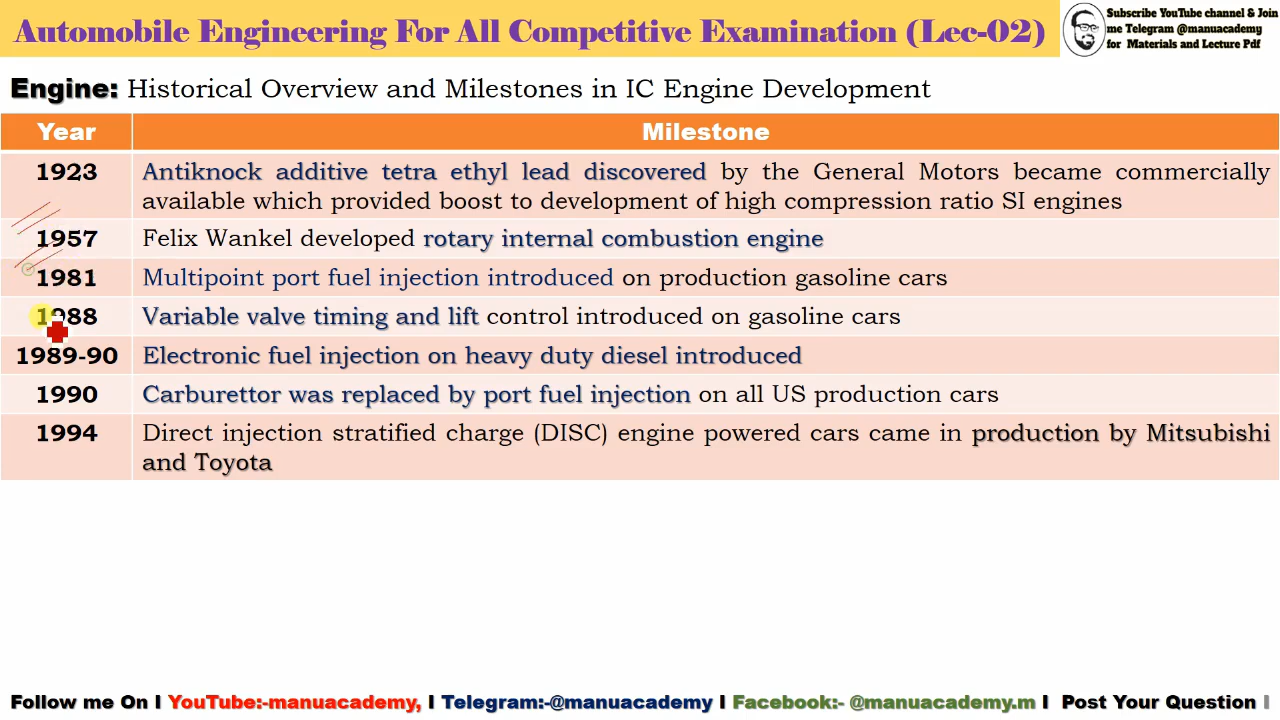 Automobile Engineering For All Competitive Examination (Lec-02)
Subscribe YouTube channel & Join
me Telegram @manuacademy
for Materials and Lecture Pdf
Engine: Historical Overview and Milestones in IC Engine Development
Year Milestone
1923 Antiknock additive tetra ethyl lead discovered by the General Motors became commercially
available which provided boost to development of high compression ratio SI engines
1957 Felix Wankel developed rotary internal combustion engine
1981 Multipoint port fuel injection introduced on production gasoline cars
1988 Variable valve timing and lift control introduced on gasoline cars
1989-90 Electronic fuel injection on heavy duty diesel introduced
1990 Carburettor was replaced by port fuel injection on all US production cars
1994 Direct injection stratified charge (DISC) engine powered cars came in production by Mitsubishi
and Toyota
Follow me On I YouTube:-manuacademy, I Telegram:-@manuacademy I Facebook:- @manuacademy.m I Post Your Question I